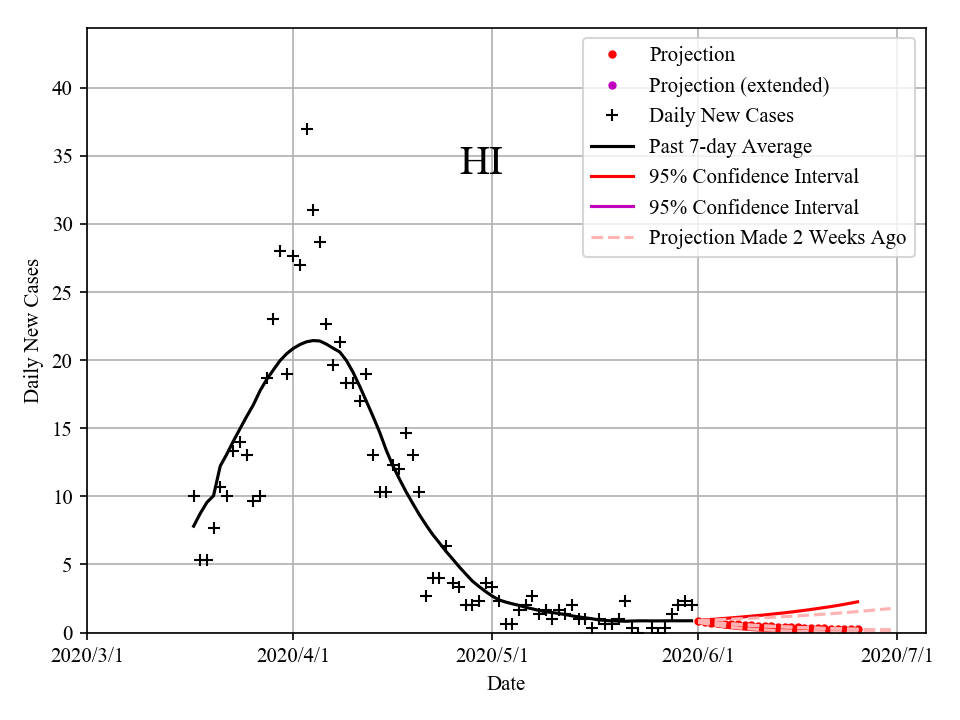 Projection
Projection (extended)
Daily New Cases
Past 7-day Average
95% Confidence Interval
95% Confidence Interval
Projection Made 2 Weeks Ago
HI
40
35
30
25
20
15
10
5
0
Daily New Cases
2020/3/1 2020/4/1 2020/5/1 2020/6/1 2020/7/1
Date